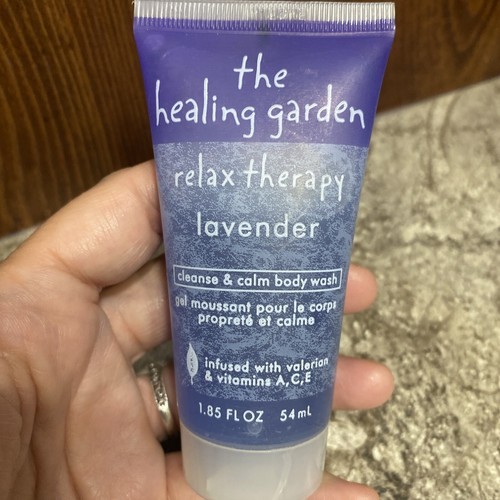 the
healing garden
relax therapy
lavender
cleanse & calm body wash
gel moussant pour le corps
propreté et calme
infused with valerian
& vitamins A,C,E
1.85 FL OZ 54mL